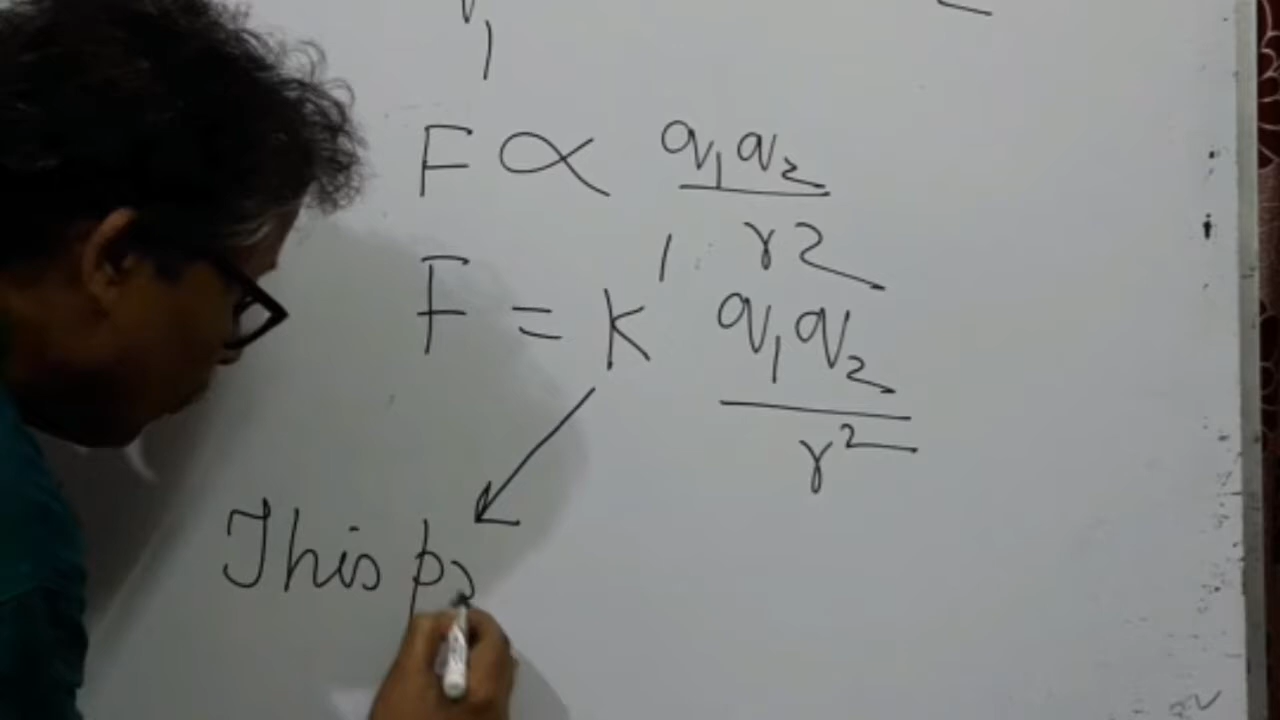 F ∝ q₁q₂
r2
F = K q₁q₂
r²
This